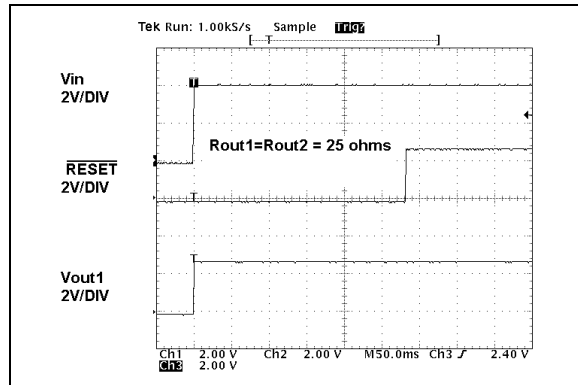 Tek Run: 1.00kS/s Sample Trig?
T
T
Vin
2V/DIV
Rout1=Rout2 = 25 ohms
RESET
2V/DIV
T
T
Vout1
2V/DIV
Ch1 2.00 V Ch2 2.00 V M50.0ms Ch3 ⨍ 2.40 V
Ch3 2.00 V